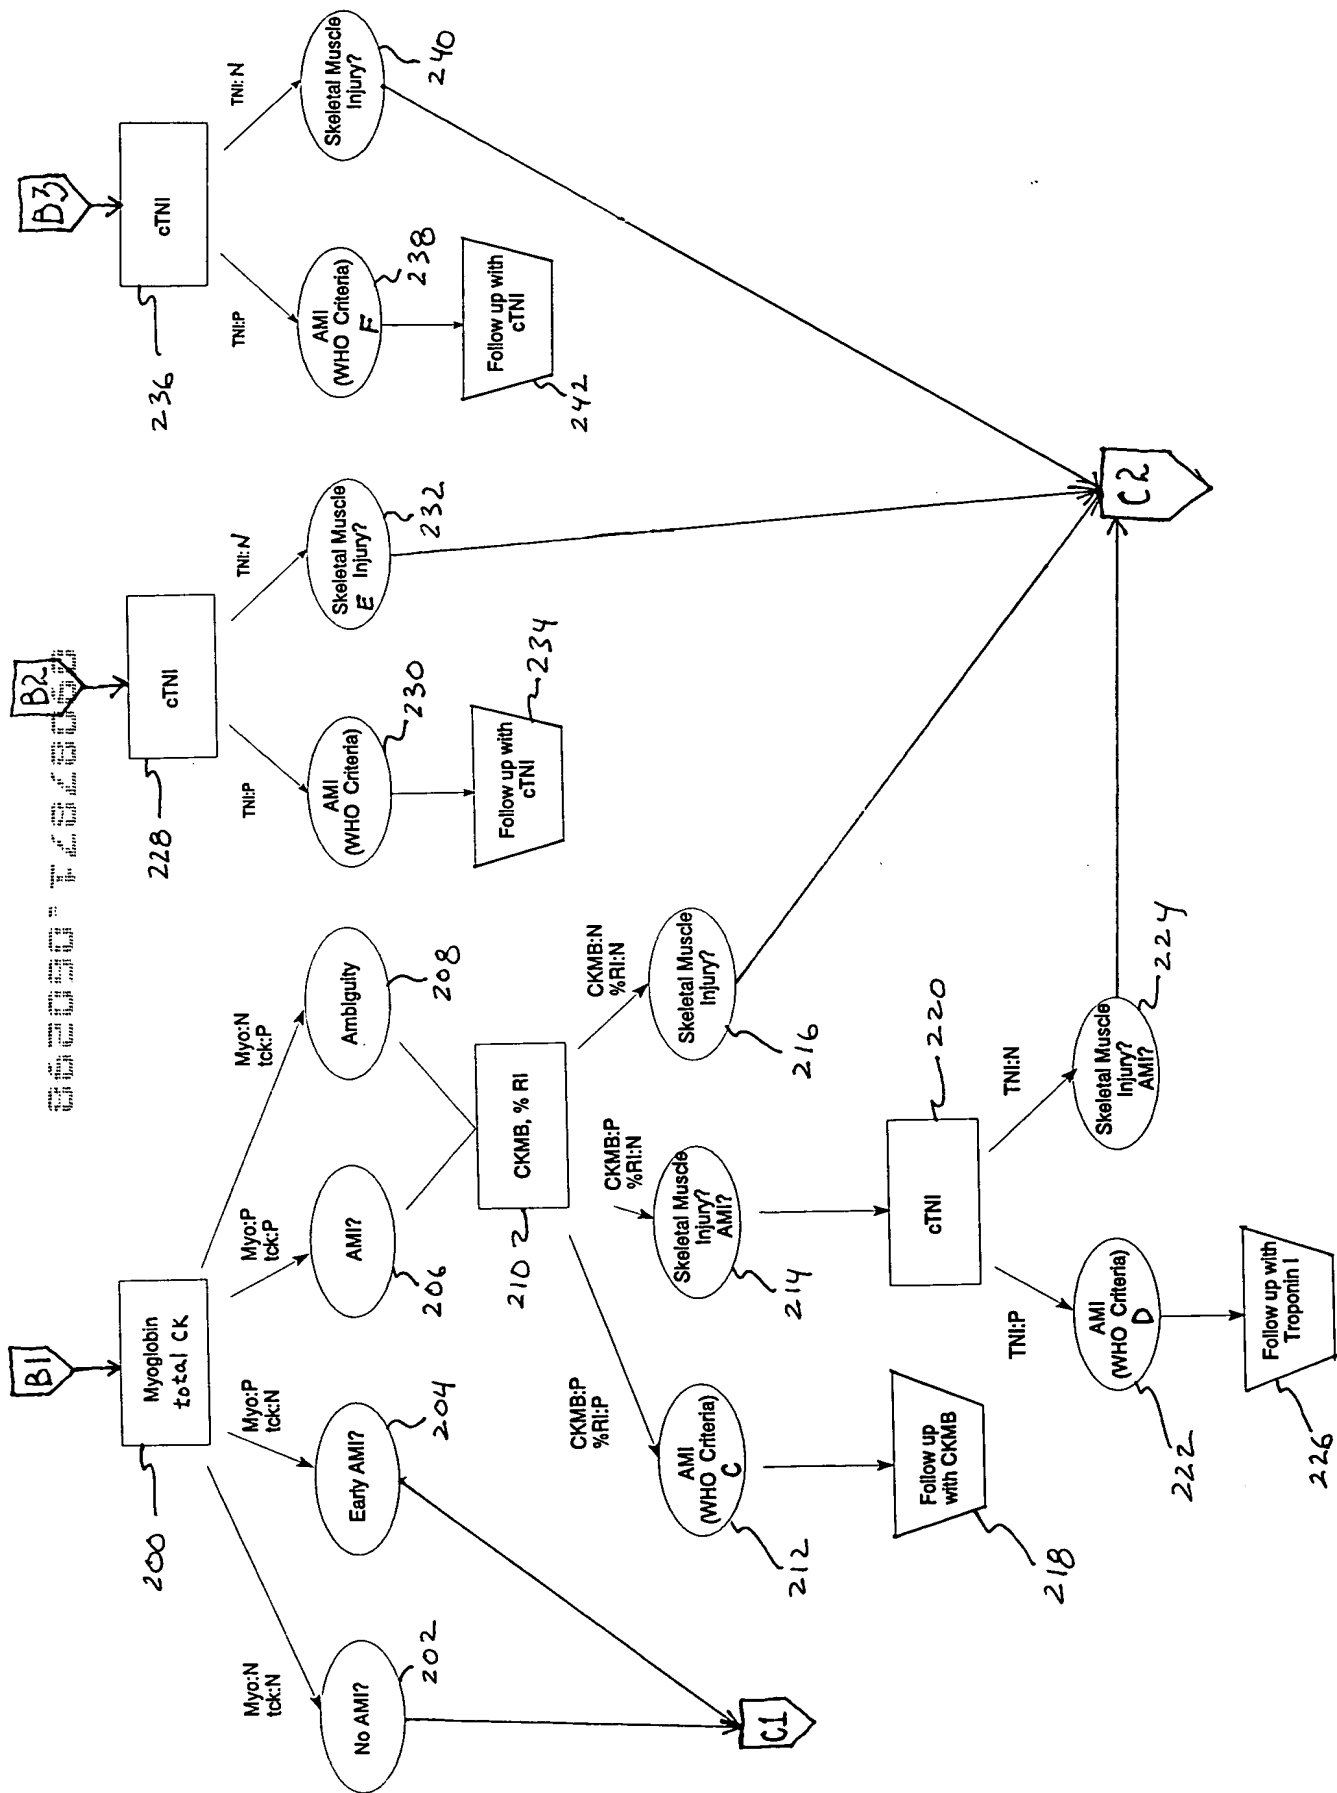 B1
Myoglobin
total CK
200
Myo:N
tck:N
Myo:P
tck:N
Myo:P
tck:P
Myo:N
tck:P
No AMI?
202
Early AMI?
204
AMI?
206
Ambiguity
208
C1
CKMB, % RI
210
CKMB:P
%RI:P
CKMB:P
%RI:N
CKMB:N
%RI:N
AMI
(WHO Criteria)
C
212
Skeletal Muscle
Injury?
AMI?
214
Skeletal Muscle
Injury?
216
Follow up
with CKMB
218
cTNI
220
TNI:P
TNI:N
AMI
(WHO Criteria)
D
222
Skeletal Muscle
Injury?
AMI?
224
Follow up with
Troponin I
226
B2
cTNI
228
TNI:P
TNI:N
AMI
(WHO Criteria)
230
Skeletal Muscle
Injury?
E
232
Follow up with
cTNI
234
B3
cTNI
236
TNI:P
TNI:N
AMI
(WHO Criteria)
F
238
Skeletal Muscle
Injury?
240
Follow up with
cTNI
242
C2